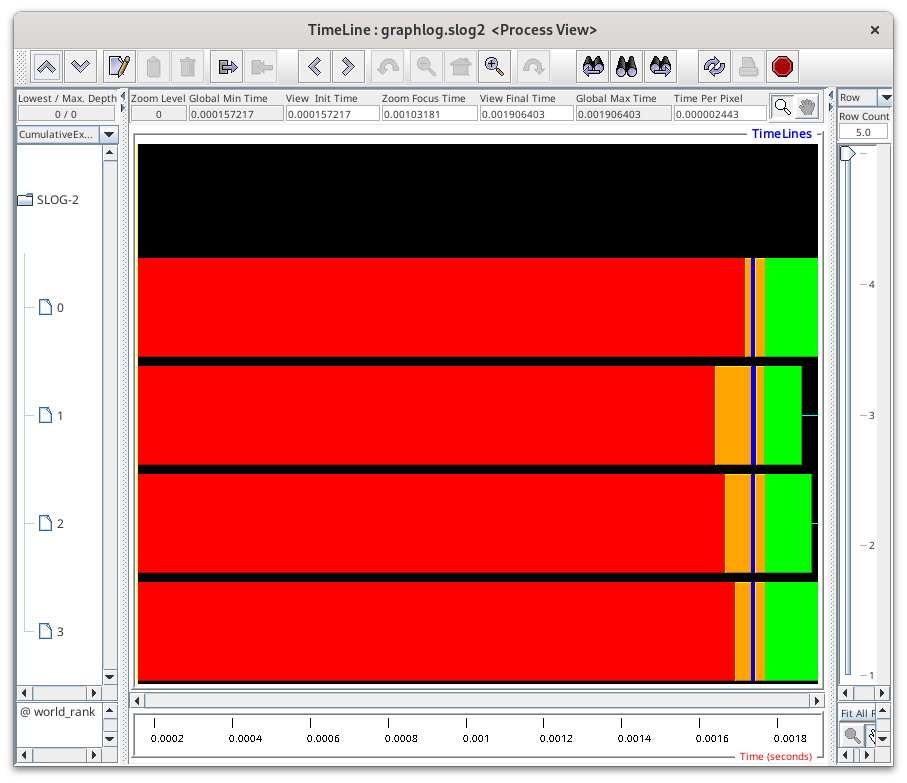 TimeLine : graphlog.slog2 <Process View>
Lowest / Max. Depth
0 / 0
Zoom Level Global Min Time View Init Time Zoom Focus Time View Final Time Global Max Time Time Per Pixel
0 0.000157217 0.000157217 0.00103181 0.001906403 0.001906403 0.000002443
Row
Row Count
5.0
CumulativeEx...
TimeLines
SLOG-2
0
1
2
3
4
3
2
1
@ world_rank
Fit All R
0.0002 0.0004 0.0006 0.0008 0.001 0.0012 0.0014 0.0016 0.0018
Time (seconds)